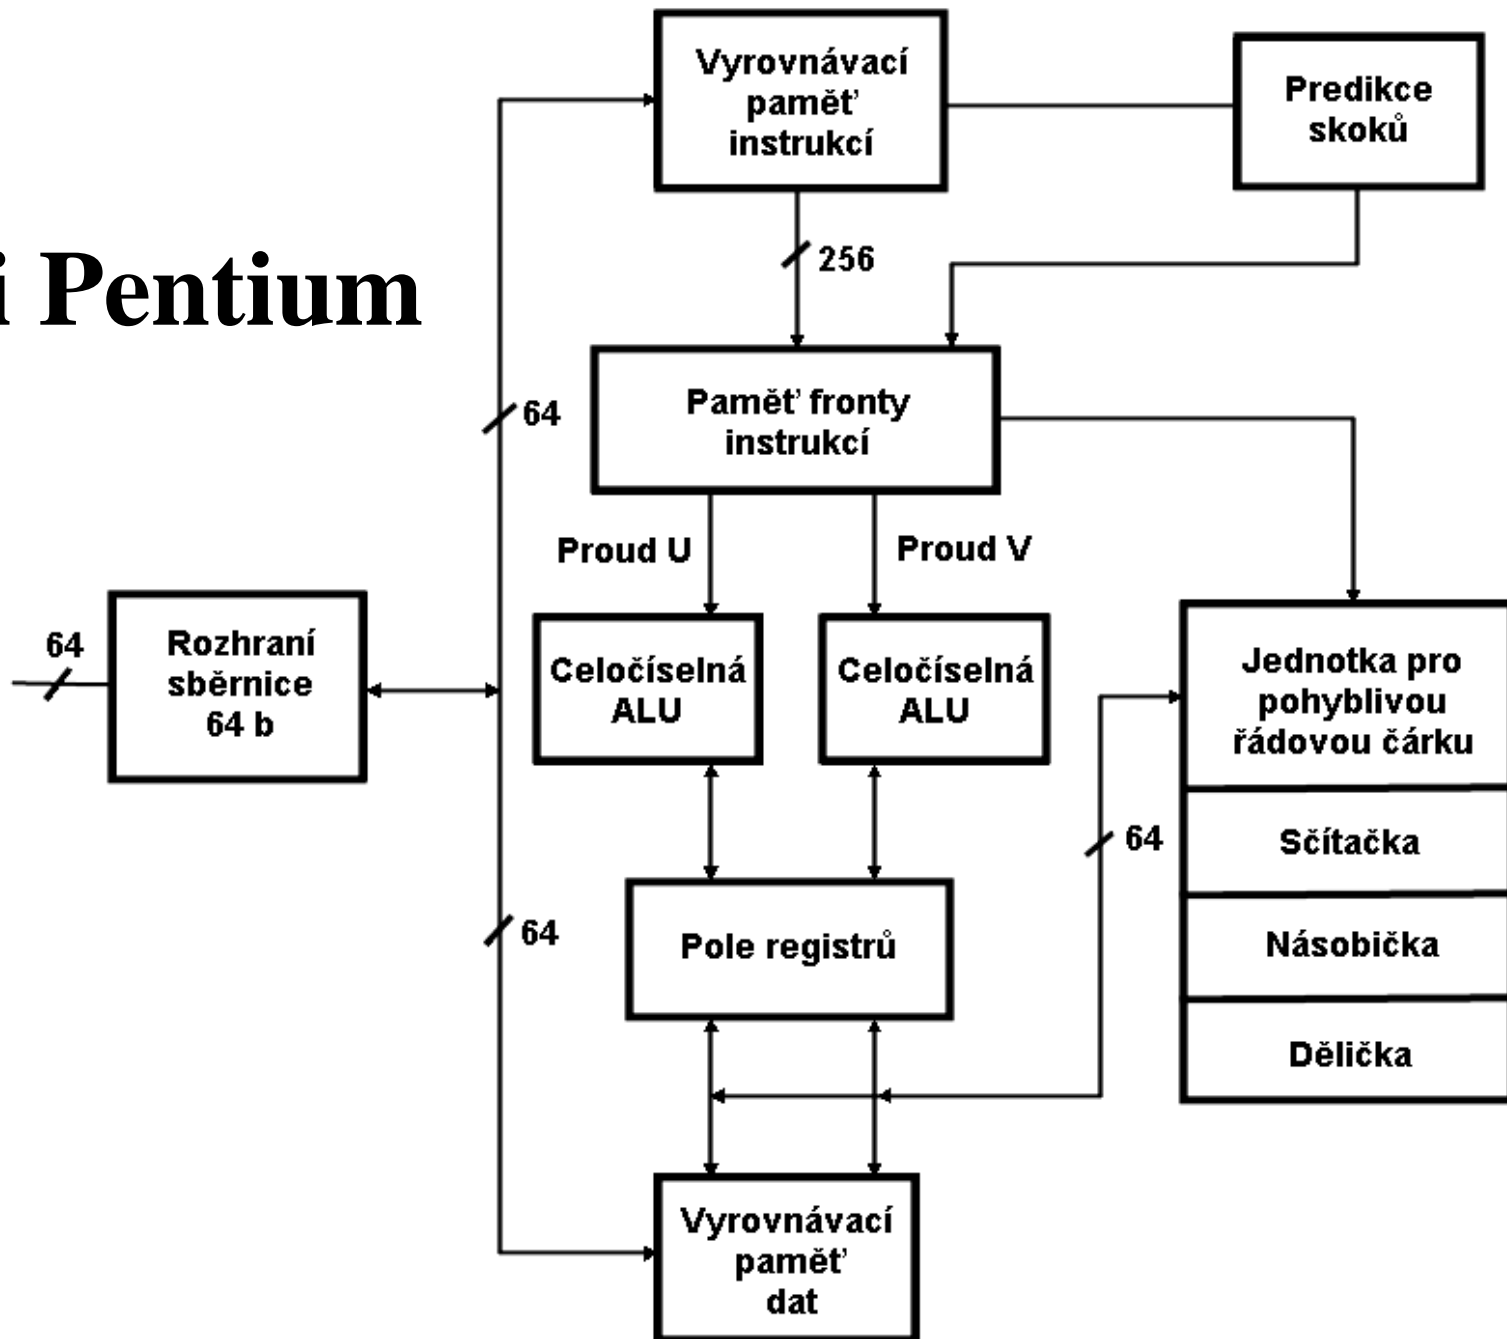 Vyrovnávací
paměť
instrukcí
Predikce
skoků
256
i Pentium
64
Paměť fronty
instrukcí
Proud U
Proud V
64
Rozhraní
sběrnice
64 b
Celočíselná
ALU
Celočíselná
ALU
Jednotka pro
pohyblivou
řádovou čárku
64
Sčítačka
64
Pole registrů
Násobička
Dělička
Vyrovnávací
paměť
dat